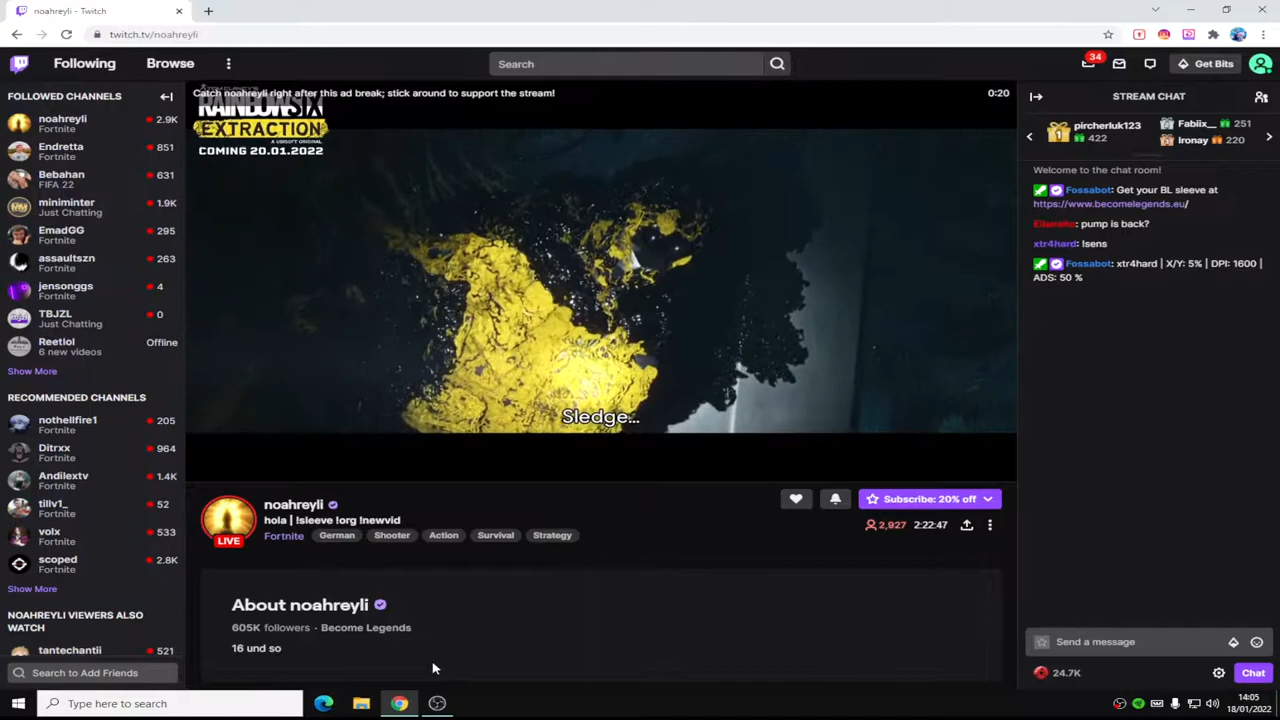 noahreyli - Twitch
twitch.tv/noahreyli
Following
Browse
Search
34
Get Bits
FOLLOWED CHANNELS
noahreyli 2.9K
Fortnite
Endretta 851
Fortnite
Bebahan 631
FIFA 22
miniminter 1.9K
Just Chatting
EmadGG 295
Fortnite
assaultszn 263
Fortnite
jensonggs 4
Fortnite
TBJZL 0
Just Chatting
Reetiol Offline
6 new videos
Show More
RECOMMENDED CHANNELS
nothellfire1 205
Fortnite
Ditrxx 964
Fortnite
Andilextv 1.4K
Fortnite
tillv1_ 52
Fortnite
volx 533
Fortnite
scoped 2.8K
Fortnite
Show More
NOAHREYLI VIEWERS ALSO
WATCH
tantechantii 521
Search to Add Friends
Catch noahreyli right after this ad break; stick around to support the stream! 0:20
RAINBOW SIX
EXTRACTION
A UBISOFT ORIGINAL
COMING 20.01.2022
Sledge...
LIVE
noahreyli
hola | !sleeve !org !newvid
Fortnite German Shooter Action Survival Strategy
Subscribe: 20% off
2,927 2:22:47
About noahreyli
605K followers · Become Legends
16 und so
STREAM CHAT
1 pircherluk123
422
Fabiix__ 251
Ironay 220
Welcome to the chat room!
Fossabot: Get your BL sleeve at
https://www.becomelegends.eu/
: pump is back?
xtr4hard: !sens
Fossabot: xtr4hard | X/Y: 5% | DPI: 1600 |
ADS: 50 %
Send a message
24.7K
Chat
Type here to search
14:05
18/01/2022